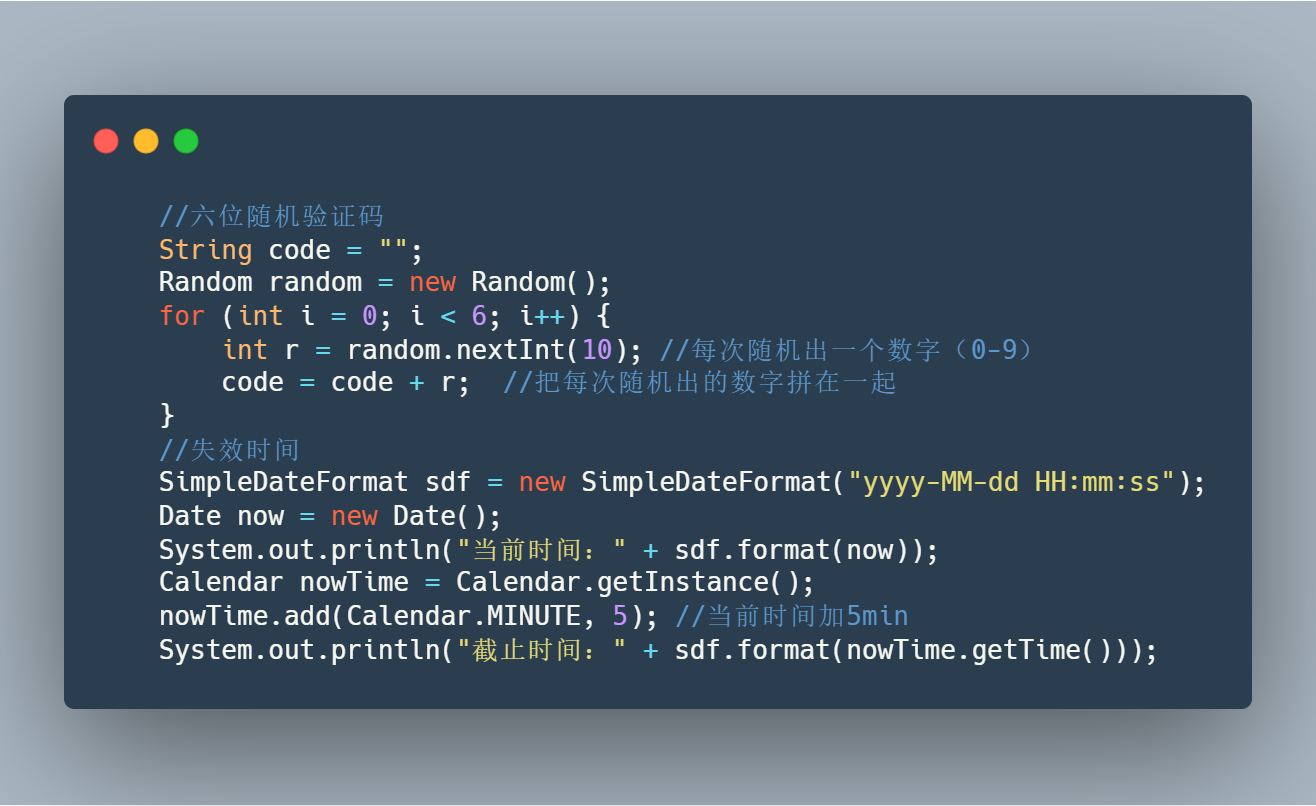 //六位随机验证码
String code = "";
Random random = new Random();
for (int i = 0; i < 6; i++) {
    int r = random.nextInt(10); //每次随机出一个数字（0-9）
    code = code + r;  //把每次随机出的数字拼在一起
}
//失效时间
SimpleDateFormat sdf = new SimpleDateFormat("yyyy-MM-dd HH:mm:ss");
Date now = new Date();
System.out.println("当前时间：" + sdf.format(now));
Calendar nowTime = Calendar.getInstance();
nowTime.add(Calendar.MINUTE, 5); //当前时间加5min
System.out.println("截止时间：" + sdf.format(nowTime.getTime()));